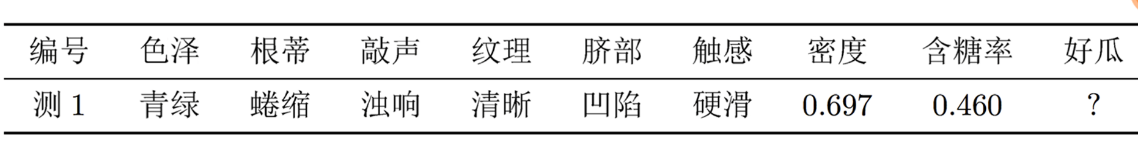 编号 色泽 根蒂 敲声 纹理 脐部 触感 密度 含糖率 好瓜
测 1 青绿 蜷缩 浊响 清晰 凹陷 硬滑 0.697 0.460 ?